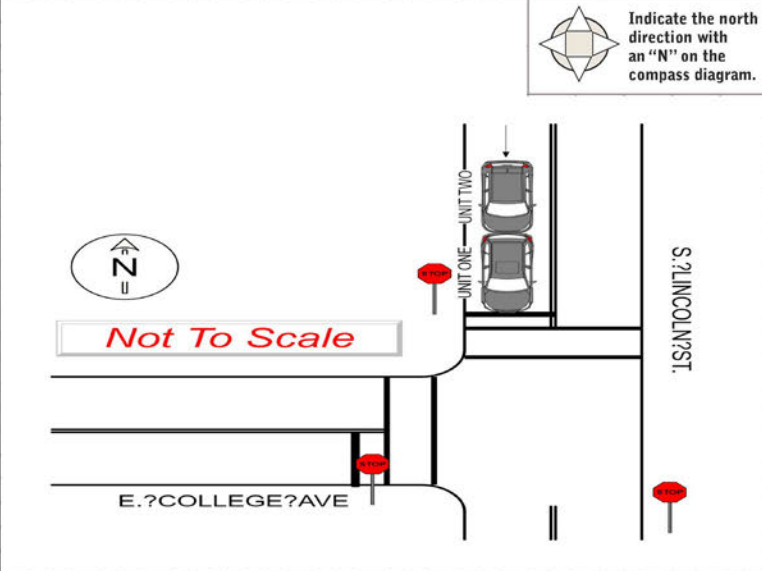 Indicate the north
direction with
an “N” on the
compass diagram.
UNIT TWO
UNIT ONE
STOP
N
S.?LINCOLN?ST.
Not To Scale
STOP
STOP
E.?COLLEGE?AVE